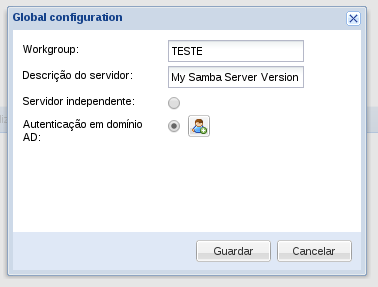 Global configuration
Workgroup:
TESTE
Descrição do servidor:
My Samba Server Version
Servidor independente:
Autenticação em domínio
AD:
Guardar
Cancelar